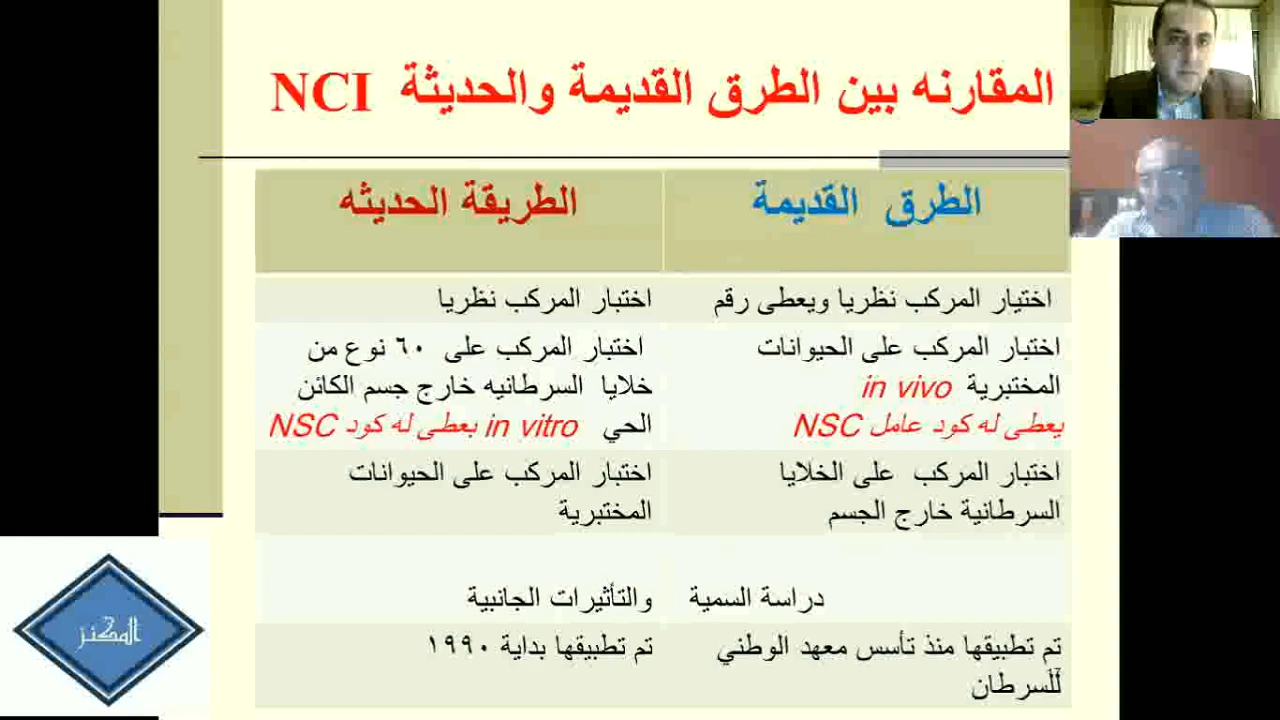 المقارنه بين الطرق القديمة والحديثة NCI
الطرق القديمة
الطريقة الحديثه
اختيار المركب نظريا ويعطى رقم
اختبار المركب نظريا
اختبار المركب على الحيوانات
المختبرية in vivo
يعطى له كود عامل NSC
اختبار المركب على ٦٠ نوع من
خلايا السرطانيه خارج جسم الكائن
الحي in vitro بعطى له كود NSC
اختبار المركب على الخلايا
السرطانية خارج الجسم
اختبار المركب على الحيوانات
المختبرية
دراسة السمية والتأثيرات الجانبية
تم تطبيقها منذ تأسس معهد الوطني
للسرطان
تم تطبيقها بداية ١٩٩٠
المكنز